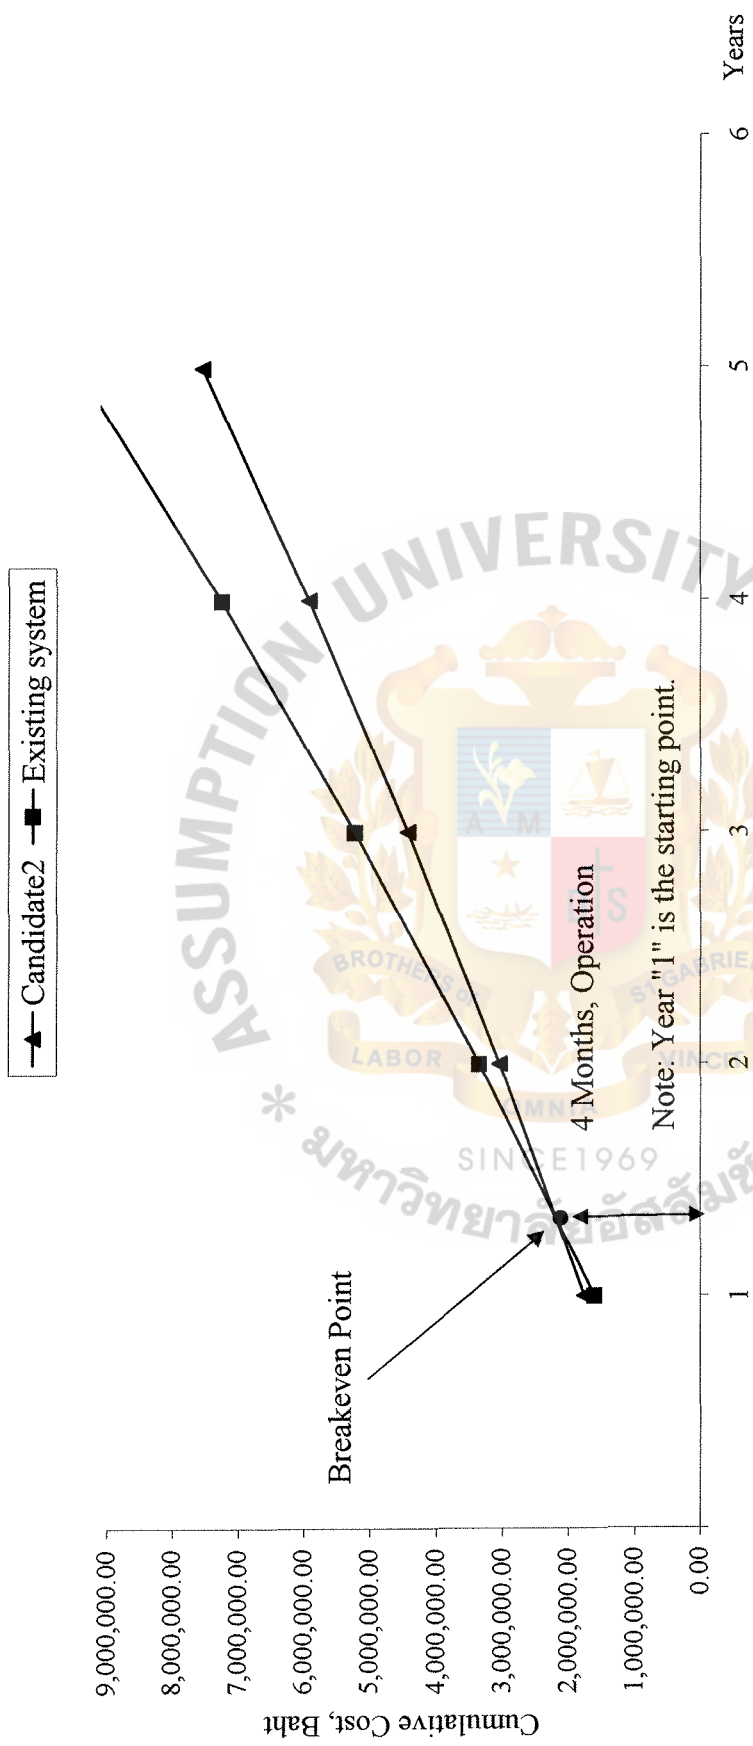 Candidate2 Existing system
9,000,000.00
8,000,000.00
7,000,000.00
6,000,000.00
5,000,000.00
4,000,000.00
3,000,000.00
2,000,000.00
1,000,000.00
0.00
Cumulative Cost, Baht
Breakeven Point
4 Months, Operation
Note: Year "1" is the starting point.
1
2
3
4
5
6
Years
ASSUMPTION UNIVERSITY
A M
D S
BROTHERS OF
ST GABRIEL
LABOR
OMNIA
VINCIT
SINCE1969
*